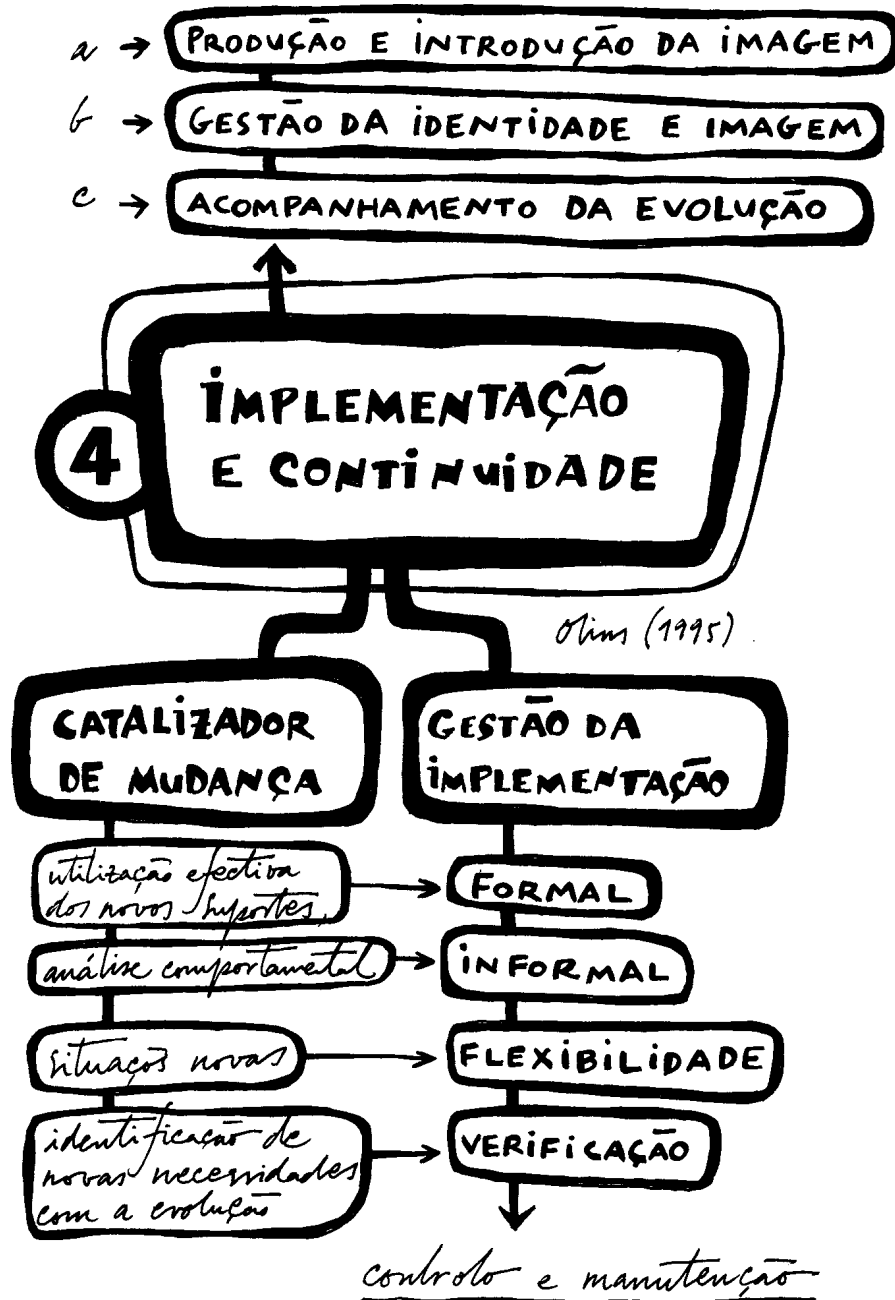 a → PRODUÇÃO E INTRODUÇÃO DA IMAGEM
b → GESTÃO DA IDENTIDADE E IMAGEM
c → ACOMPANHAMENTO DA EVOLUÇÃO
4
IMPLEMENTAÇÃO
E CONTINUIDADE
Olins (1995).
CATALIZADOR
DE MUDANÇA
GESTÃO DA
IMPLEMENTAÇÃO
utilização efectiva
dos novos suportes
FORMAL
análise comportamental
INFORMAL
situaçõs novas
FLEXIBILIDADE
identificação de
novas necessidades
com a evolução
VERIFICAÇÃO
controlo e manutenção